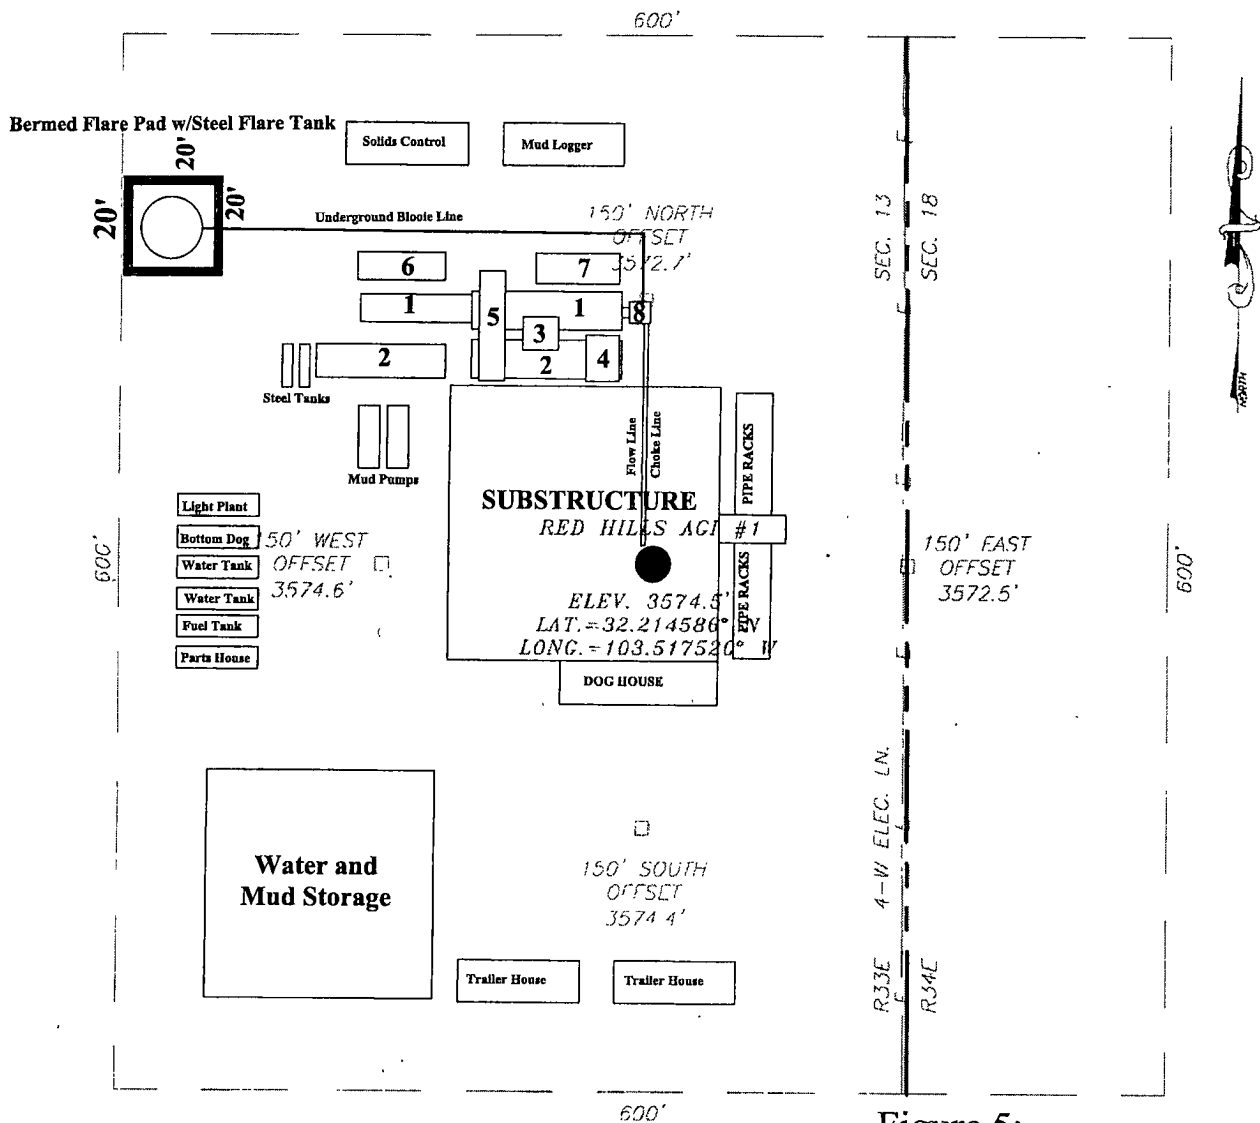 600'
Bermed Flare Pad w/Steel Flare Tank
20'
20'
20'
Solids Control
Mud Logger
Underground Blooie Line
150' NORTH
OFFSET
3572.7'
SEC. 13
SEC. 18
NORTH
6
7
1
5
1
8
3
2
2
4
Steel Tanks
Mud Pumps
Flow Line
Choke Line
PIPE RACKS
SUBSTRUCTURE
RED HILLS AGI #1
Light Plant
Bottom Dog
Water Tank
Water Tank
Fuel Tank
Parts House
150' WEST
OFFSET
3574.6'
600'
150' EAST
OFFSET
3572.5'
600'
ELEV. 3574.5'
LAT.=32.214586° N
LONG.=103.517520° W
PIPE RACKS
DOG HOUSE
4-W ELEC. LN.
Water and
Mud Storage
150' SOUTH
OFFSET
3574.4'
Trailer House
Trailer House
R33E
R34E
600'
Figure 5: